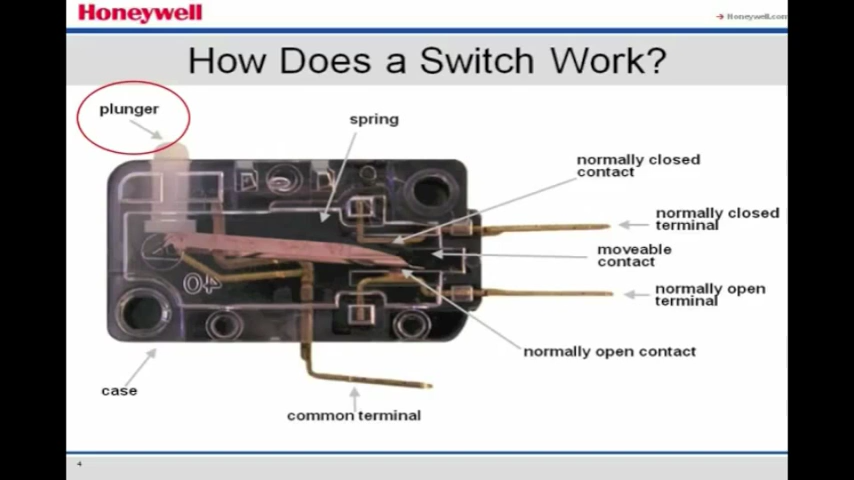 Honeywell
Honeywell.com
How Does a Switch Work?
plunger
spring
normally closed
contact
normally closed
terminal
moveable
contact
normally open
terminal
04
normally open contact
case
common terminal
4